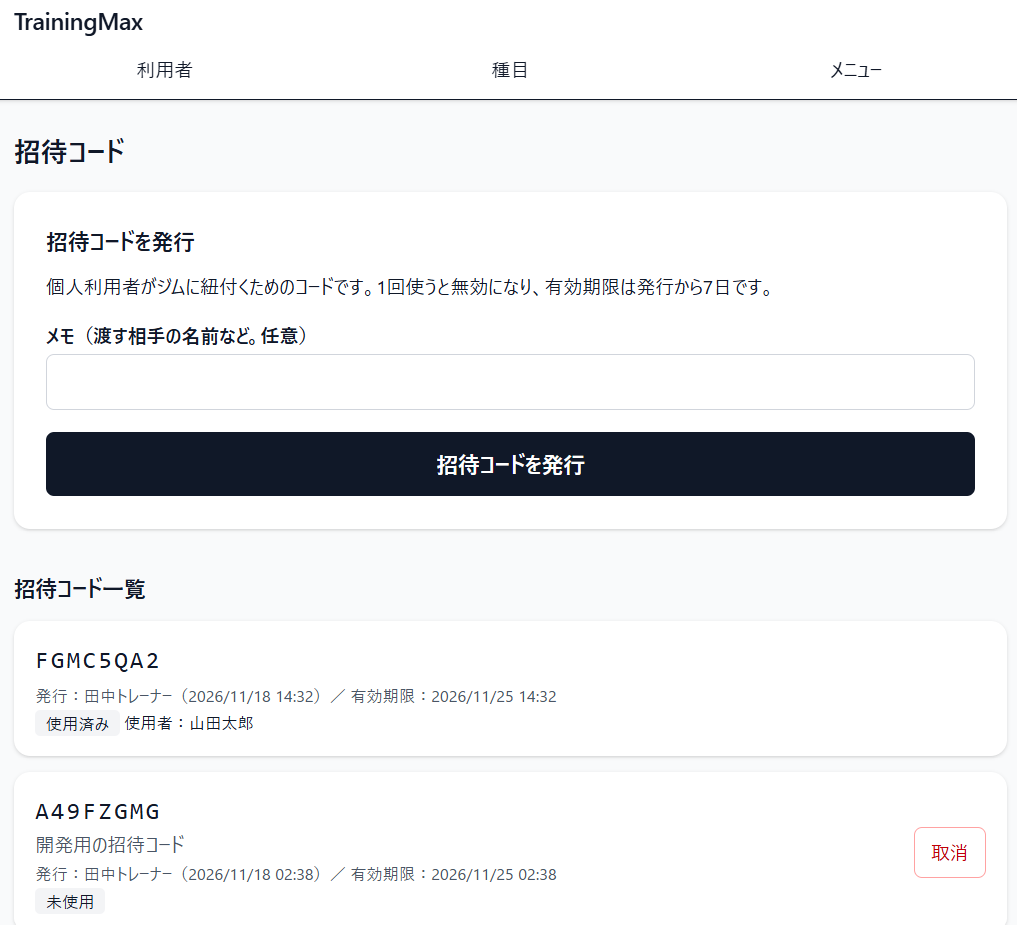 TrainingMax
利用者 種目 メニュー
招待コード
招待コードを発行
個人利用者がジムに紐付くためのコードです。1回使うと無効になり、有効期限は発行から7日です。
メモ（渡す相手の名前など。任意）
招待コードを発行
招待コード一覧
FGMC5QA2
発行：田中トレーナー（2026/11/18 14:32）／ 有効期限：2026/11/25 14:32
使用済み 使用者：山田太郎
A49FZGMG
開発用の招待コード
発行：田中トレーナー（2026/11/18 02:38）／ 有効期限：2026/11/25 02:38
未使用
取消